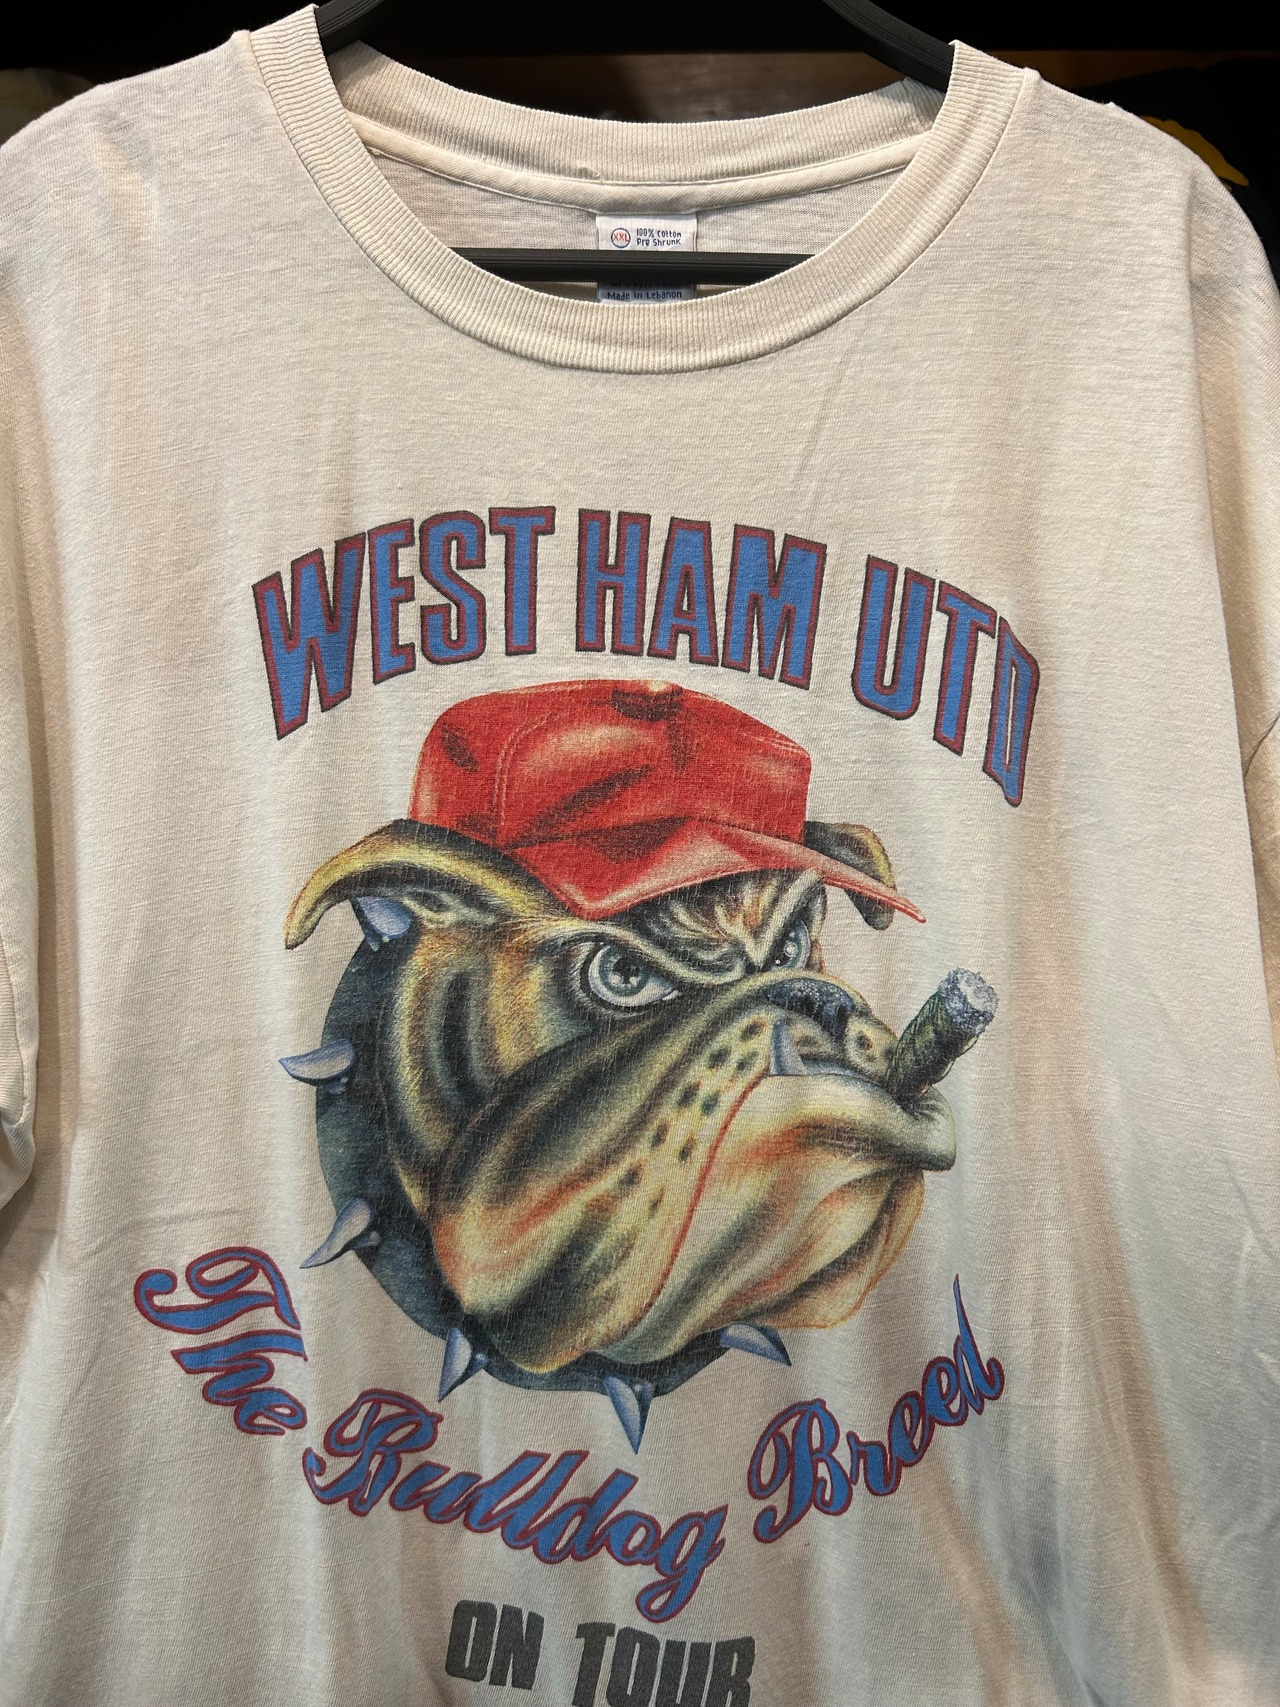 XXL 100% Cotton
Pre Shrunk
Made in Lebanon
WEST HAM UTD
The Bulldog Breed
ON TOUR